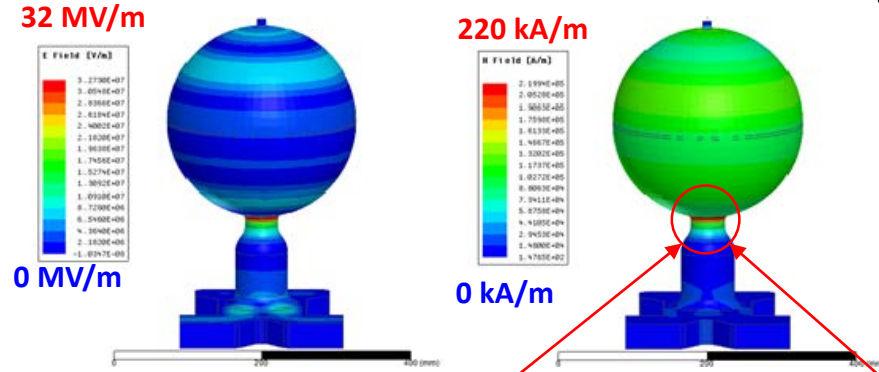 32 MV/m
E Field [V/m]
3.2730E+07
3.0548E+07
2.8366E+07
2.6184E+07
2.4002E+07
2.1820E+07
1.9638E+07
1.7456E+07
1.5274E+07
1.3092E+07
1.0910E+07
8.7280E+06
6.5460E+06
4.3640E+06
2.1820E+06
0 MV/m
0
200
400 (mm)
220 kA/m
H Field [A/m]
2.1994E+05
2.0528E+05
1.9063E+05
1.7598E+05
1.6133E+05
1.4667E+05
1.3202E+05
1.1737E+05
1.0272E+05
8.8063E+04
7.3411E+04
5.8758E+04
4.4105E+04
2.9453E+04
1.4800E+04
1.4765E+02
0 kA/m
0
200
400 (mm)